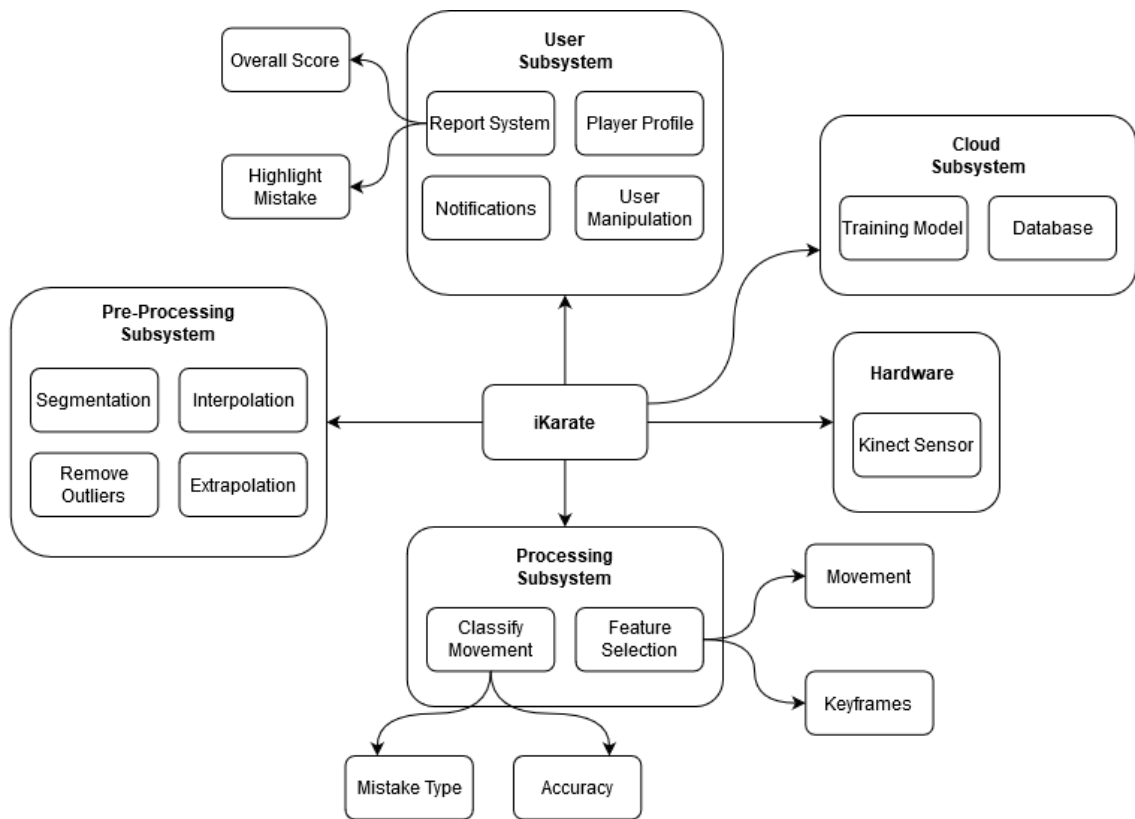 User
Subsystem
Overall Score
Report System
Player Profile
Highlight
Mistake
Notifications
User
Manipulation
Cloud
Subsystem
Training Model
Database
Pre-Processing
Subsystem
Segmentation
Interpolation
Remove
Outliers
Extrapolation
iKarate
Hardware
Kinect Sensor
Processing
Subsystem
Classify
Movement
Feature
Selection
Movement
Keyframes
Mistake Type
Accuracy